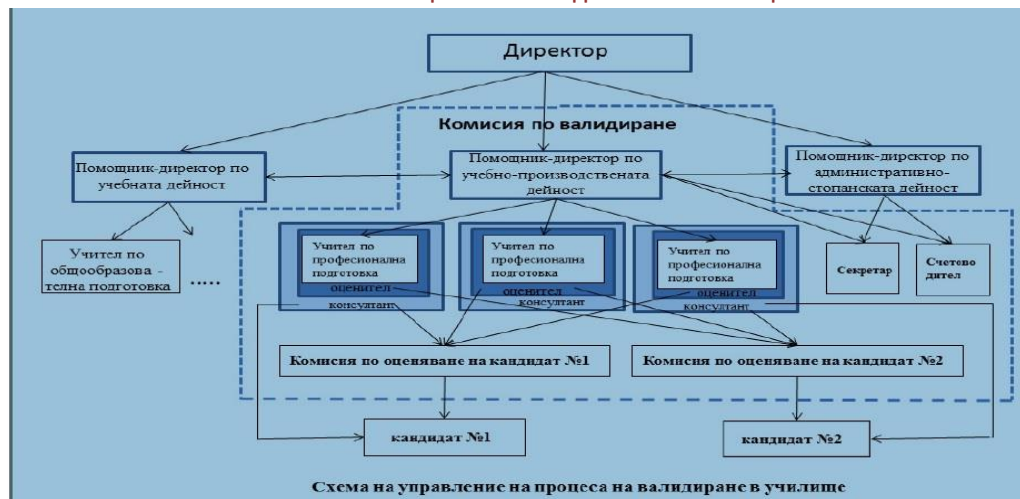 Директор
Комисия по валидиране
Помощник-директор по
учебната дейност
Помощник-директор по
учебно-производствената
дейност
Помощник-директор по
административно-
стопанската дейност
Учител по
общообразова -
телна подготовка
.....
Учител по
професионална
подготовка
оценител
консултант
Учител по
професионална
подготовка
оценител
консултант
Учител по
професионална
подготовка
оценител
консултант
Секретар
Счетово
дител
Комисия по оценяване на кандидат №1
Комисия по оценяване на кандидат №2
кандидат №1
кандидат №2
Схема на управление на процеса на валидиране в училище